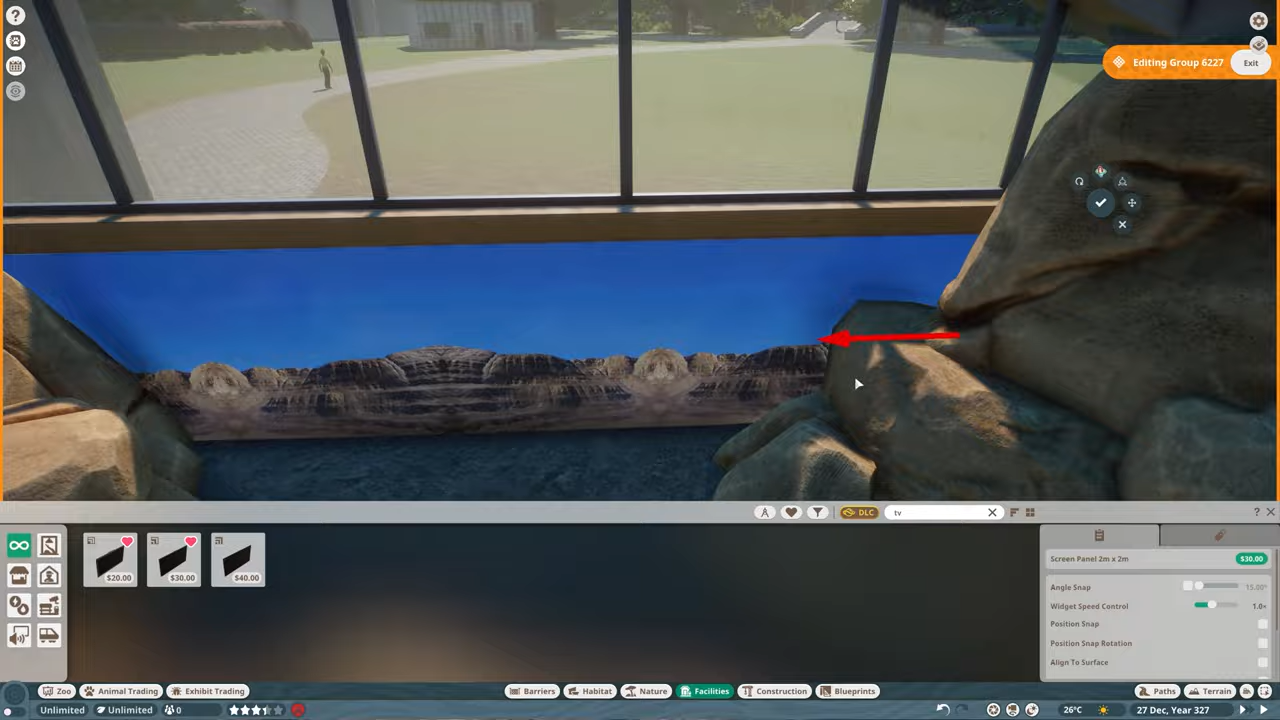 ?
Editing Group 6227 Exit
DLC tv ? 
$20.00 $30.00 $40.00
Screen Panel 2m x 2m $30.00
Angle Snap 15.00°
Widget Speed Control 1.0×
Position Snap
Position Snap Rotation
Align To Surface
Zoo Animal Trading Exhibit Trading Barriers Habitat Nature Facilities Construction Blueprints Paths Terrain
Unlimited Unlimited 0 26°C 27 Dec, Year 327